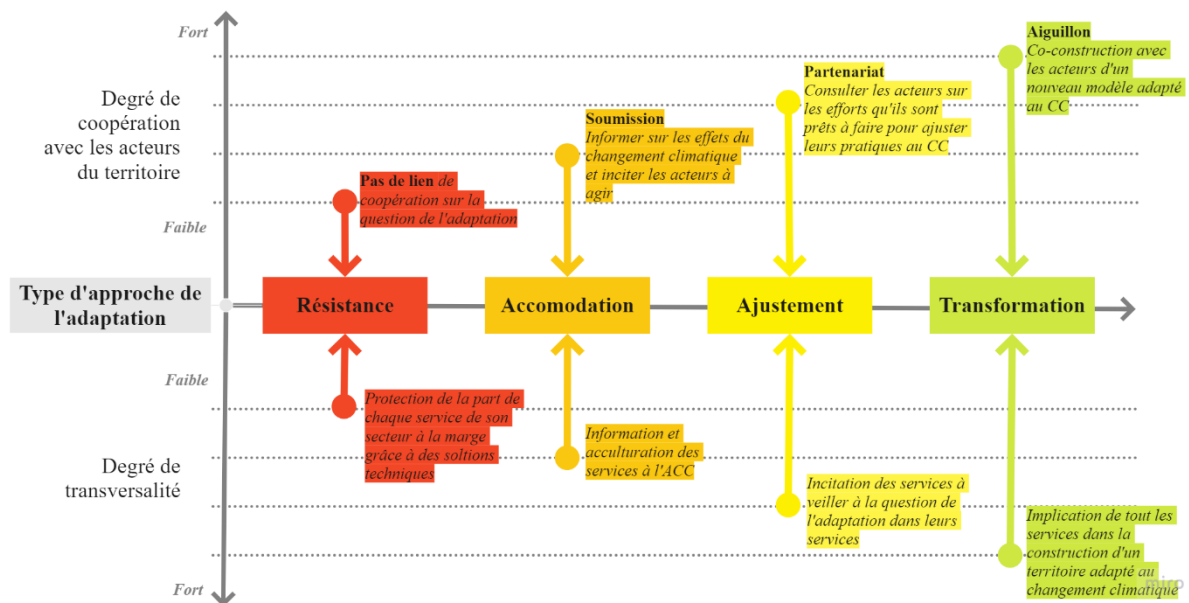 Fort
Degré de
coopération
avec les acteurs
du territoire
Faible
Aiguillon
Co-construction avec
les acteurs d'un
nouveau modèle adapté
au CC
Partenariat
Consulter les acteurs sur
les efforts qu'ils sont
prêts à faire pour ajuster
leurs pratiques au CC
Soumission
Informer sur les effets du
changement climatique
et inciter les acteurs à
agir
Pas de lien de
coopération sur la
question de l'adaptation
Type d'approche de
l'adaptation
Résistance
Accomodation
Ajustement
Transformation
Faible
Degré de
transversalité
Fort
Protection de la part de
chaque service de son
secteur à la marge
grâce à des soltions
techniques
Information et
acculturation des
services à l'ACC
Incitation des services à
veiller à la question de
l'adaptation dans leurs
services
Implication de tout les
services dans la
construction d'un
territoire adapté au
changement climatique
miro